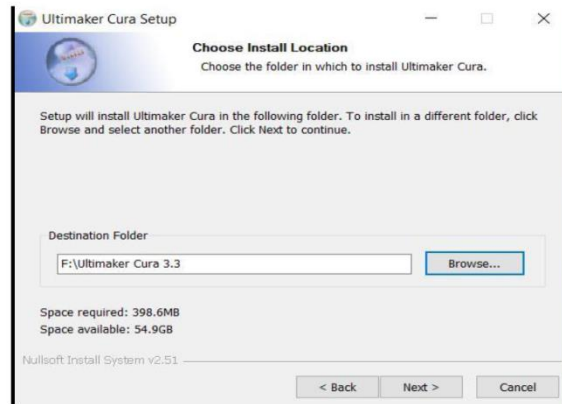 Ultimaker Cura Setup
Choose Install Location
Choose the folder in which to install Ultimaker Cura.
Setup will install Ultimaker Cura in the following folder. To install in a different folder, click
Browse and select another folder. Click Next to continue.
Destination Folder
F:\Ultimaker Cura 3.3
Browse...
Space required: 398.6MB
Space available: 54.9GB
Nullsoft Install System v2.51
< Back
Next >
Cancel